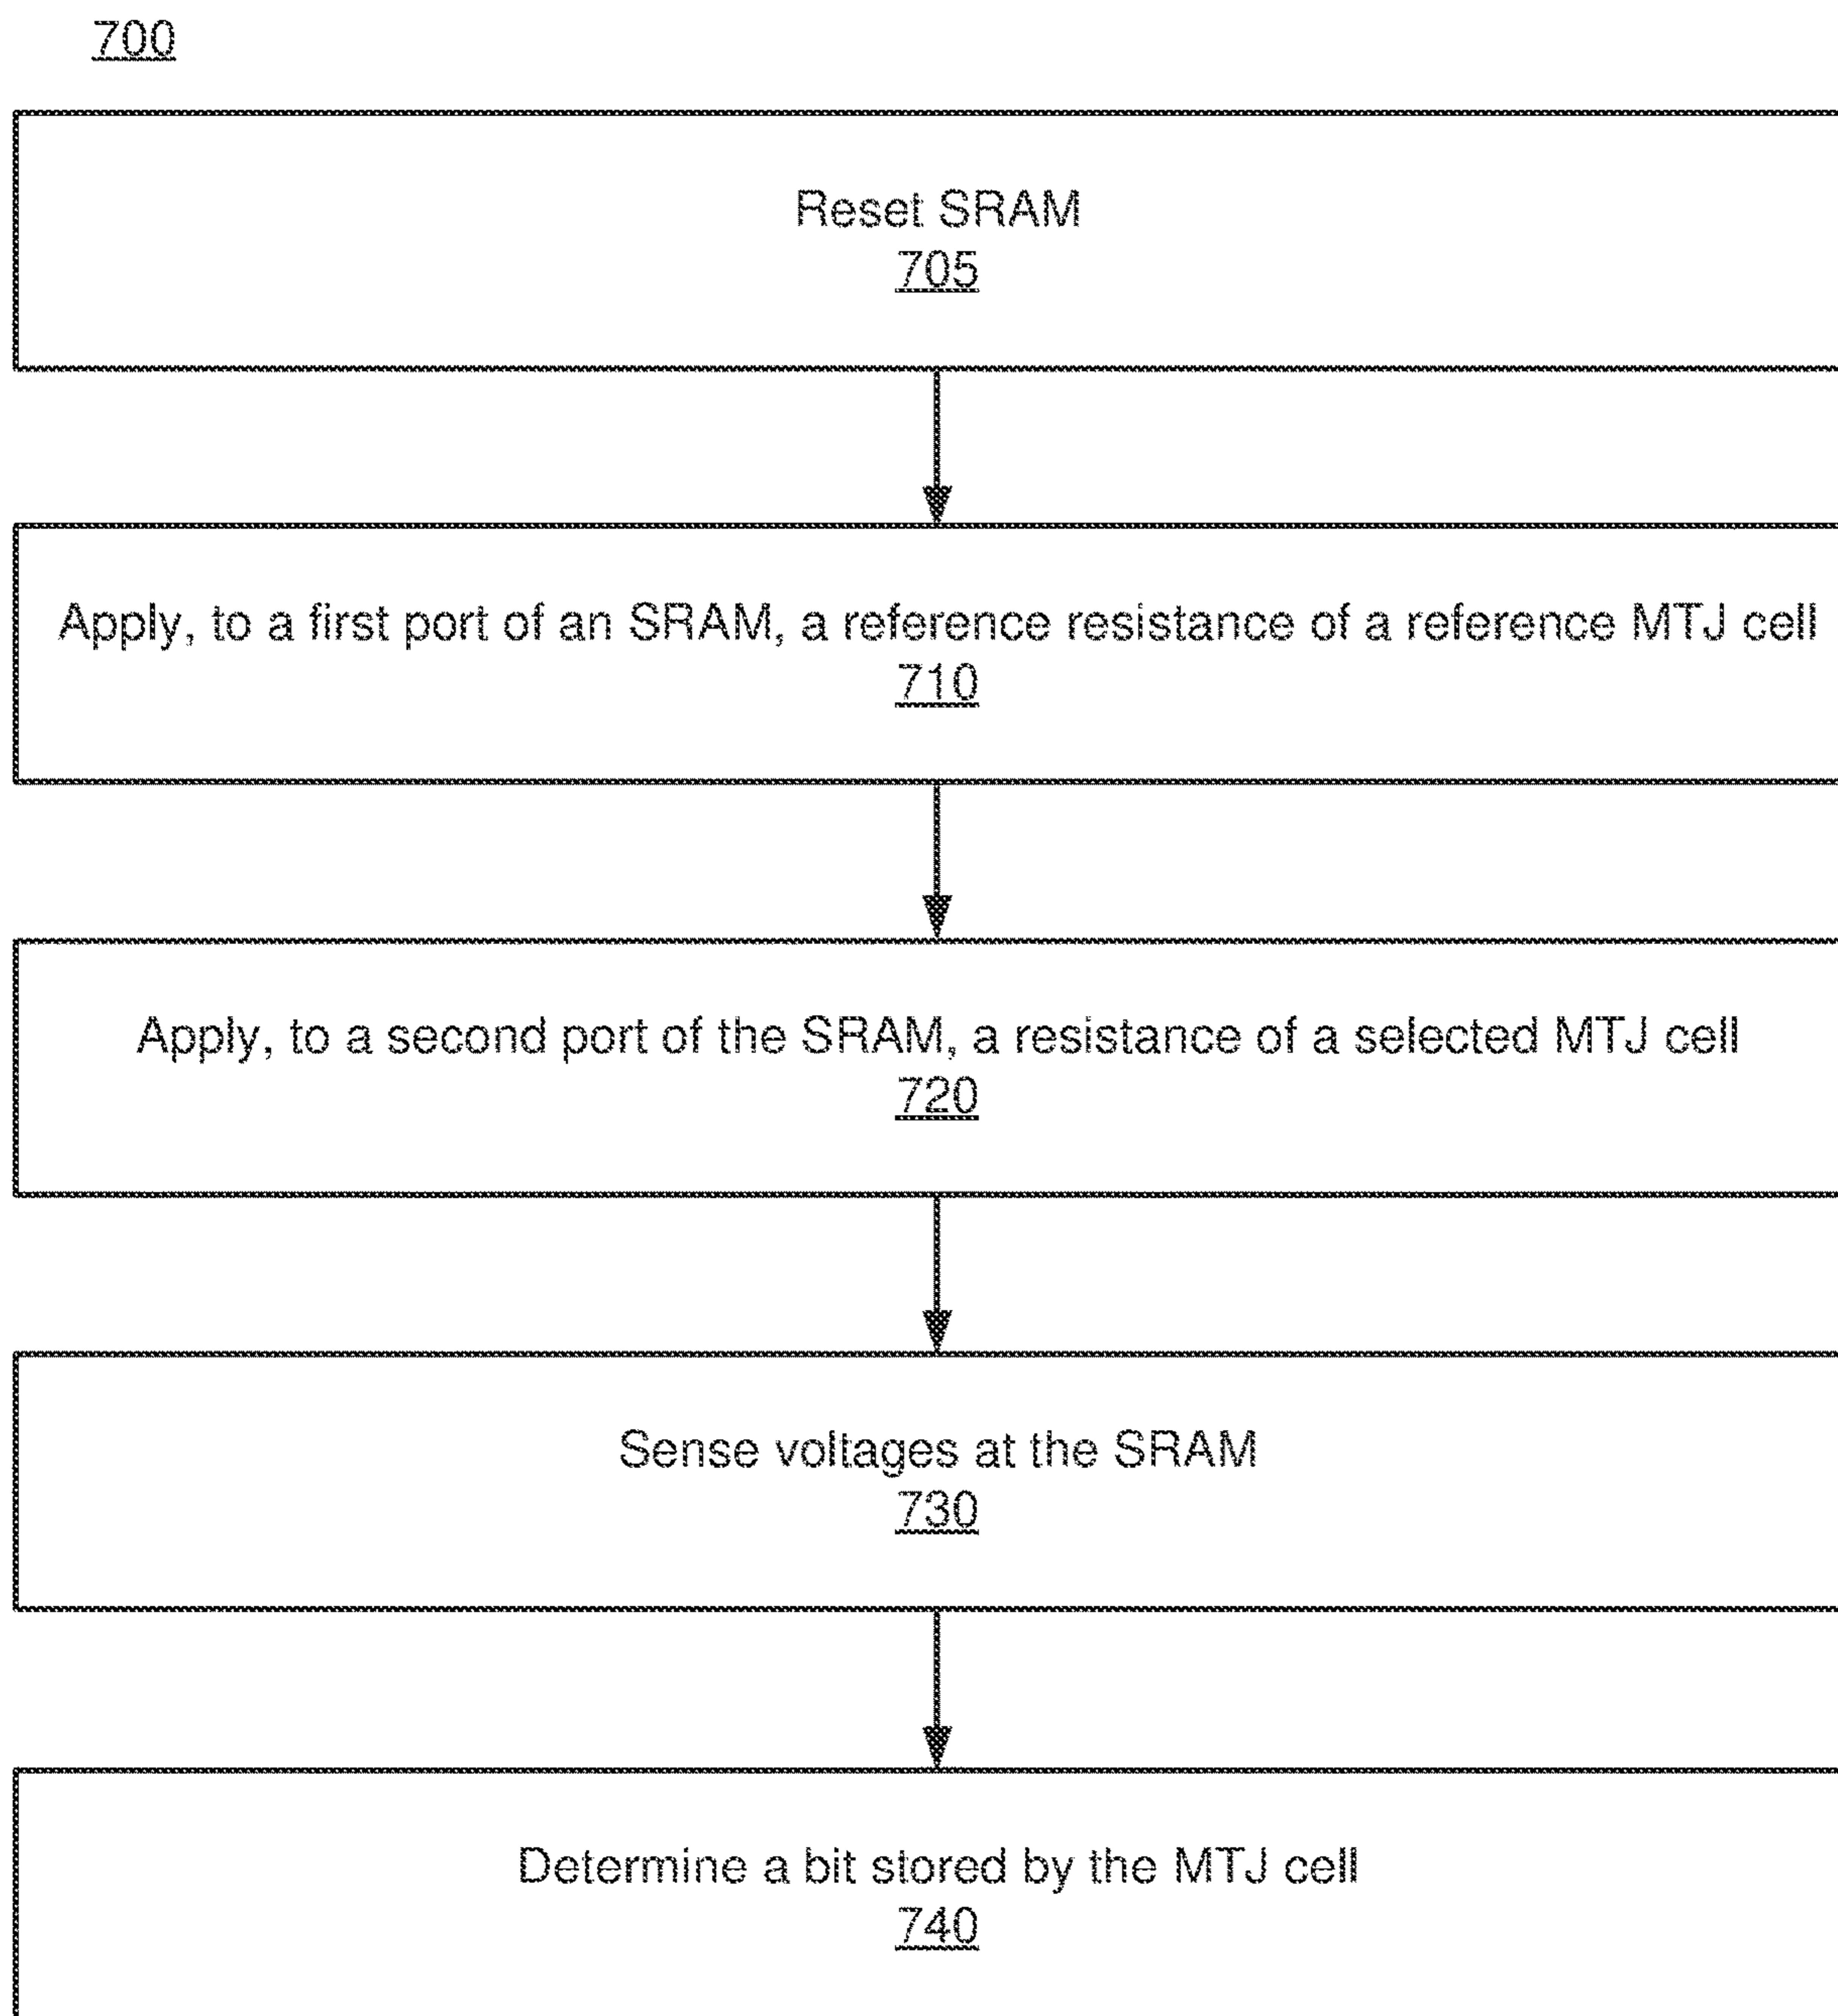 700
Reset SRAM
705
Apply, to a first port of an SRAM, a reference resistance of a reference MTJ cell
710
Apply, to a second port of the SRAM, a resistance of a selected MTJ cell
720
Sense voltages at the SRAM
730
Determine a bit stored by the MTJ cell
740